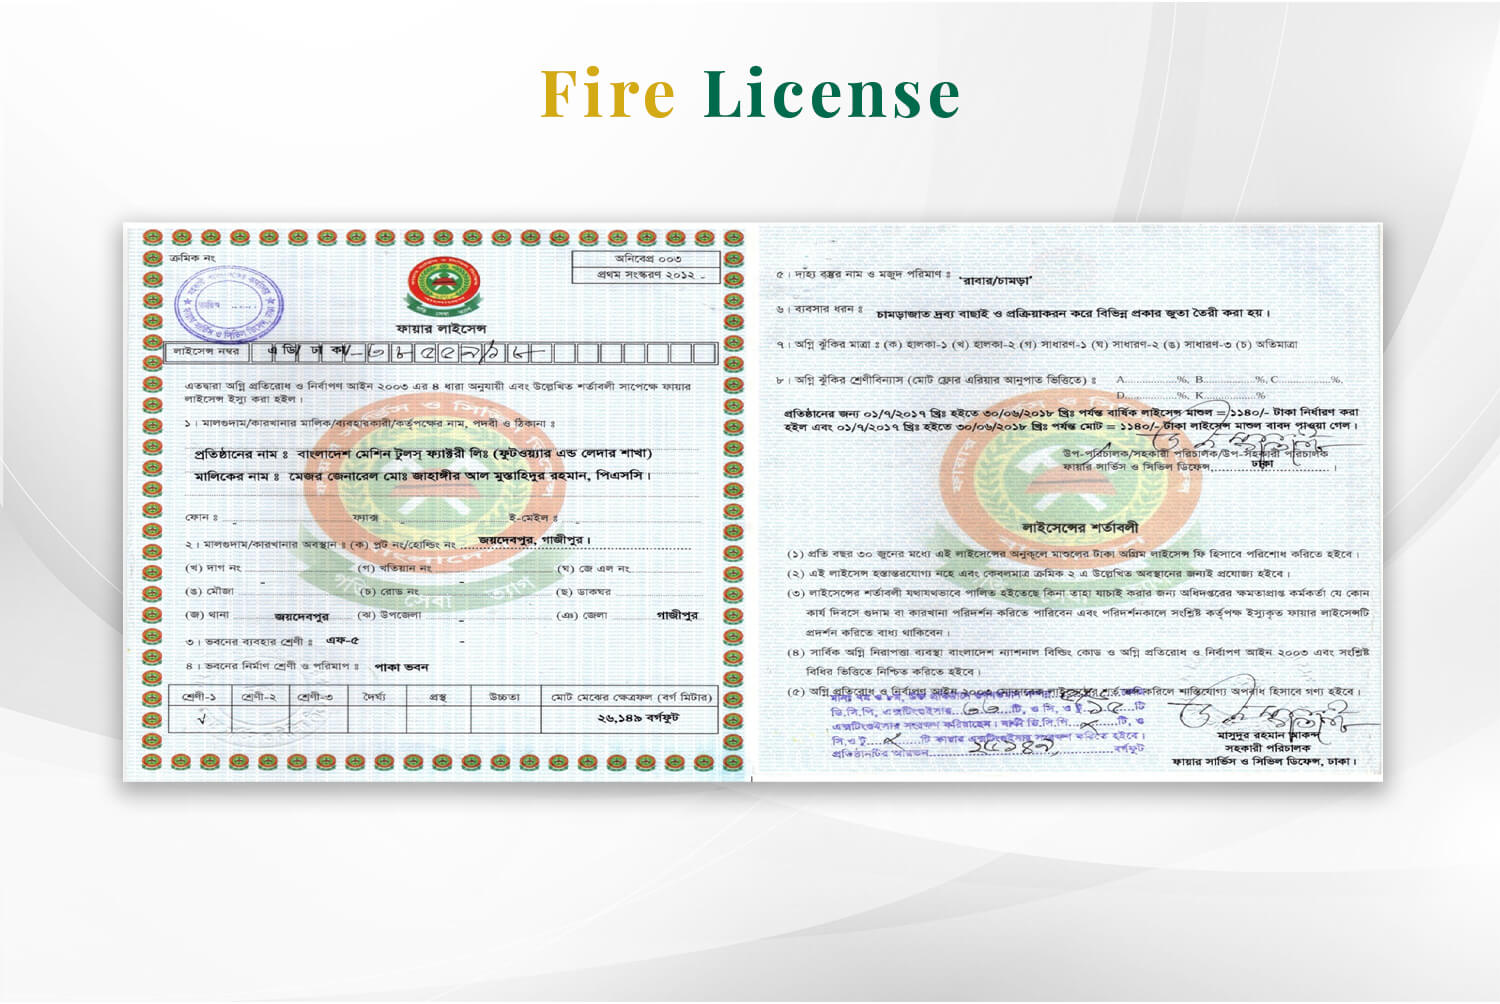 Fire License
ক্রমিক নং
অনিবেপ্র ০০৩
প্রথম সংস্করণ ২০১২
ফায়ার লাইসেন্স
লাইসেন্স নম্বর এ ডি/ ঢা কা/-
এতদ্বারা অগ্নি প্রতিরোধ ও নির্বাপণ আইন ২০০৩ এর ৪ ধারা অনুযায়ী এবং উল্লেখিত শর্তাবলী সাপেক্ষে ফায়ার
লাইসেন্স ইস্যু করা হইল ।
১ । মালগুদাম/কারখানার মালিক/ব্যবহারকারী/কর্তৃপক্ষের নাম, পদবী ও ঠিকানা ঃ
প্রতিষ্ঠানের নাম ঃ বাংলাদেশ মেশিন টুলস্ ফ্যাক্টরী লিঃ (ফুটওয়্যার এন্ড লেদার শাখা)
মালিকের নাম ঃ মেজর জেনারেল মোঃ জাহাঙ্গীর আল মুস্তাহিদুর রহমান, পিএসসি ।
ফোন ঃ - ফ্যাক্স - ই-মেইল ঃ -
২ । মালগুদাম/কারখানার অবস্থান ঃ (ক) প্লট নং/হোল্ডিং নং জয়দেবপুর, গাজীপুর ।
(খ) দাগ নং - (গ) খতিয়ান নং - (ঘ) জে এল নং
(ঙ) মৌজা (চ) রোড নং (ছ) ডাকঘর
(জ) থানা জয়দেবপুর (ঝ) উপজেলা - (ঞ) জেলা গাজীপুর
৩ । ভবনের ব্যবহার শ্রেণী ঃ এফ-৫ -
৪ । ভবনের নির্মাণ শ্রেণী ও পরিমাপ ঃ পাকা ভবন
শ্রেণী-১ শ্রেণী-২ শ্রেণী-৩ দৈর্ঘ্য প্রস্থ উচ্চতা মোট মেঝের ক্ষেত্রফল (বর্গ মিটার)
✓ ২৬,১৪৯ বর্গফুট
৫ । দাহ্য বস্তুর নাম ও মজুদ পরিমাণ ঃ 'রাবার/চামড়া'
৬ । ব্যবসার ধরন ঃ চামড়াজাত দ্রব্য বাছাই ও প্রক্রিয়াকরন করে বিভিন্ন প্রকার জুতা তৈরী করা হয় ।
৭ । অগ্নি ঝুঁকির মাত্রা ঃ (ক) হালকা-১ (খ) হালকা-২ (গ) সাধারণ-১ (ঘ) সাধারণ-২ (ঙ) সাধারণ-৩ (চ) অতিমাত্রা
৮ । অগ্নি ঝুঁকির শ্রেণীবিন্যাস (মোট ফ্লোর এরিয়ার আনুপাত ভিত্তিতে) ঃ A................%, B................%, C................%,
D................%, K................%
প্রতিষ্ঠানের জন্য ০১/৭/২০১৭ খ্রিঃ হইতে ৩০/০৬/২০১৮ খ্রিঃ পর্যন্ত বার্ষিক লাইসেন্স মাশুল = ১১৪০/- টাকা নির্ধারণ করা
হইল এবং ০১/৭/২০১৭ খ্রিঃ হইতে ৩০/০৬/২০১৮ খ্রিঃ পর্যন্ত মোট = ১১৪০/- টাকা লাইসেন্স মাশুল বাবদ পাওয়া গেল ।
উপ-পরিচালক/সহকারী পরিচালক/উপ-সহকারী পরিচালক
ফায়ার সার্ভিস ও সিভিল ডিফেন্স, ঢাকা ।
লাইসেন্সের শর্তাবলী
(১) প্রতি বছর ৩০ জুনের মধ্যে এই লাইসেন্সের অনুকূলে মাশুলের টাকা অগ্রিম লাইসেন্স ফি হিসাবে পরিশোধ করিতে হইবে ।
(২) এই লাইসেন্স হস্তান্তরযোগ্য নহে এবং কেবলমাত্র ক্রমিক ২ এ উল্লেখিত অবস্থানের জন্যই প্রযোজ্য হইবে ।
(৩) লাইসেন্সের শর্তাবলী যথাযথভাবে পালিত হইতেছে কিনা তাহা যাচাই করার জন্য অধিদপ্তরের ক্ষমতাপ্রাপ্ত কর্মকর্তা যে কোন
কার্য দিবসে গুদাম বা কারখানা পরিদর্শন করিতে পারিবেন এবং পরিদর্শনকালে সংশ্লিষ্ট কর্তৃপক্ষ ইস্যুকৃত ফায়ার লাইসেন্সটি
প্রদর্শন করিতে বাধ্য থাকিবেন ।
(৪) সার্বিক অগ্নি নিরাপত্তা ব্যবস্থা বাংলাদেশ ন্যাশনাল বিল্ডিং কোড ও অগ্নি প্রতিরোধ ও নির্বাপণ আইন ২০০৩ এবং সংশ্লিষ্ট
বিধির ভিত্তিতে নিশ্চিত করিতে হইবে ।
(৫) অগ্নি প্রতিরোধ ও নির্বাপণ আইন ২০০৩ করিলে শাস্তিযোগ্য অপরাধ হিসাবে গণ্য হইবে ।
ডি.সি.পি, এক্সটিংগুইসার টি, ও সি, ও টু টি
এক্সটিংগুইসার সংরক্ষণ করিয়াছেন । বাকী ডি.সি.পি টি, ও
সি,ও টু টি ফায়ার এক্সটিংগুইসার সংরক্ষণ করিতে হইবে ।
প্রতিষ্ঠানটির আয়তন বর্গফুট
মাসুদুর রহমান আকন্দ
সহকারী পরিচালক
ফায়ার সার্ভিস ও সিভিল ডিফেন্স, ঢাকা ।